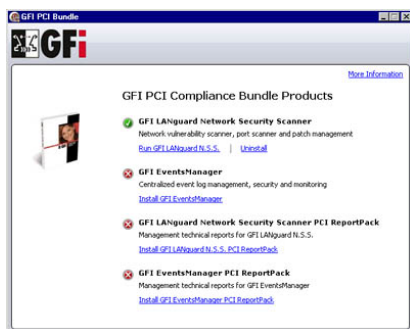 GFI PCI Bundle
GFi
More Information
GFI PCI Compliance Bundle Products
GFI LANguard Network Security Scanner
Network vulnerability scanner, port scanner and patch management
Run GFI LANguard N.S.S. | Uninstall
GFI EventsManager
Centralized event log management, security and monitoring
Install GFI EventsManager
GFI LANguard Network Security Scanner PCI ReportPack
Management technical reports for GFI LANguard N.S.S.
Install GFI LANguard N.S.S. PCI ReportPack
GFI EventsManager PCI ReportPack
Management technical reports for GFI EventsManager
Install GFI EventsManager PCI ReportPack